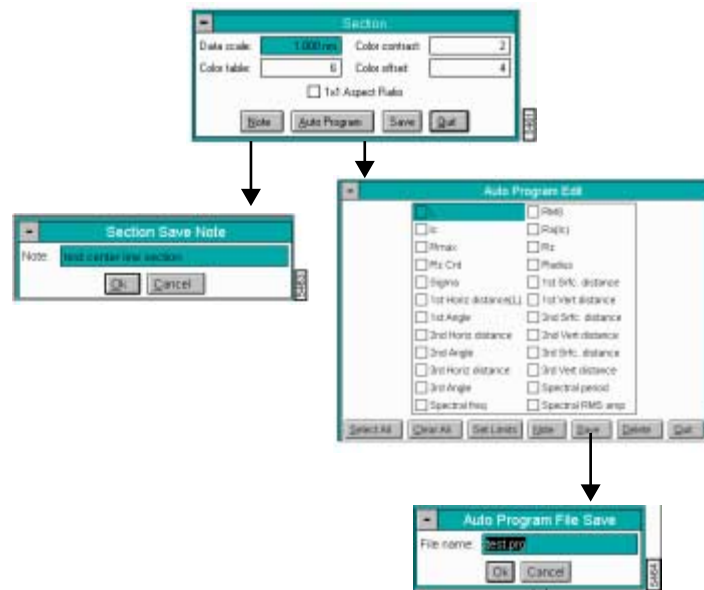 Section
Data scale: 1.000 nm Color contrast: 2
Color table: 6 Color offset: 4
1x1 Aspect Ratio
Note Auto Program Save Quit
Auto Program Edit
L RMS
lc Ra(lc)
Rmax Rz
Rz Cnt Radius
Sigma 1st Srfc. distance
1st Horiz distance(L) 1st Vert distance
1st Angle 2nd Srfc. distance
2nd Horiz distance 2nd Vert distance
2nd Angle 3rd Srfc. distance
3rd Horiz distance 3rd Vert distance
3rd Angle Spectral period
Spectral freq Spectral RMS amp
Select All Clear All Set Limits Note Save Delete Quit
Section Save Note
Note: test center line section
Ok Cancel
Auto Program File Save
File name: test.pro
Ok Cancel
5464